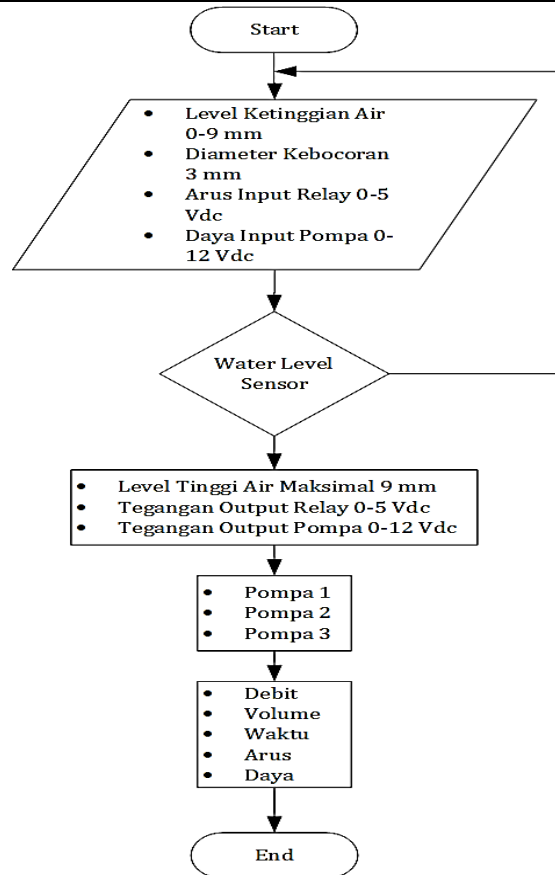 Start
• Level Ketinggian Air
0-9 mm
• Diameter Kebocoran
3 mm
• Arus Input Relay 0-5
Vdc
• Daya Input Pompa 0-
12 Vdc
Water Level
Sensor
• Level Tinggi Air Maksimal 9 mm
• Tegangan Output Relay 0-5 Vdc
• Tegangan Output Pompa 0-12 Vdc
• Pompa 1
• Pompa 2
• Pompa 3
• Debit
• Volume
• Waktu
• Arus
• Daya
End